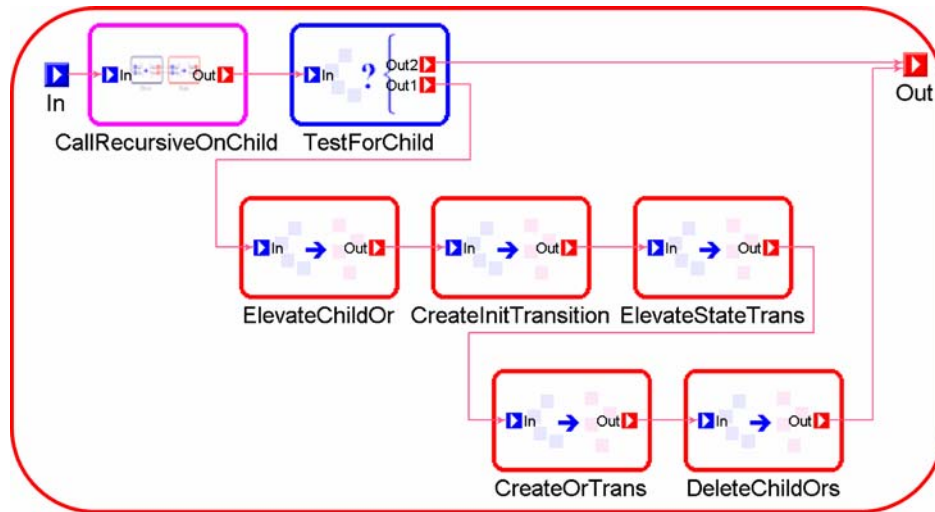 In
In
Out
CallRecursiveOnChild
In
?
Out2
Out1
TestForChild
Out
In
Out
ElevateChildOr
In
Out
CreateInitTransition
In
Out
ElevateStateTrans
In
Out
CreateOrTrans
In
Out
DeleteChildOrs